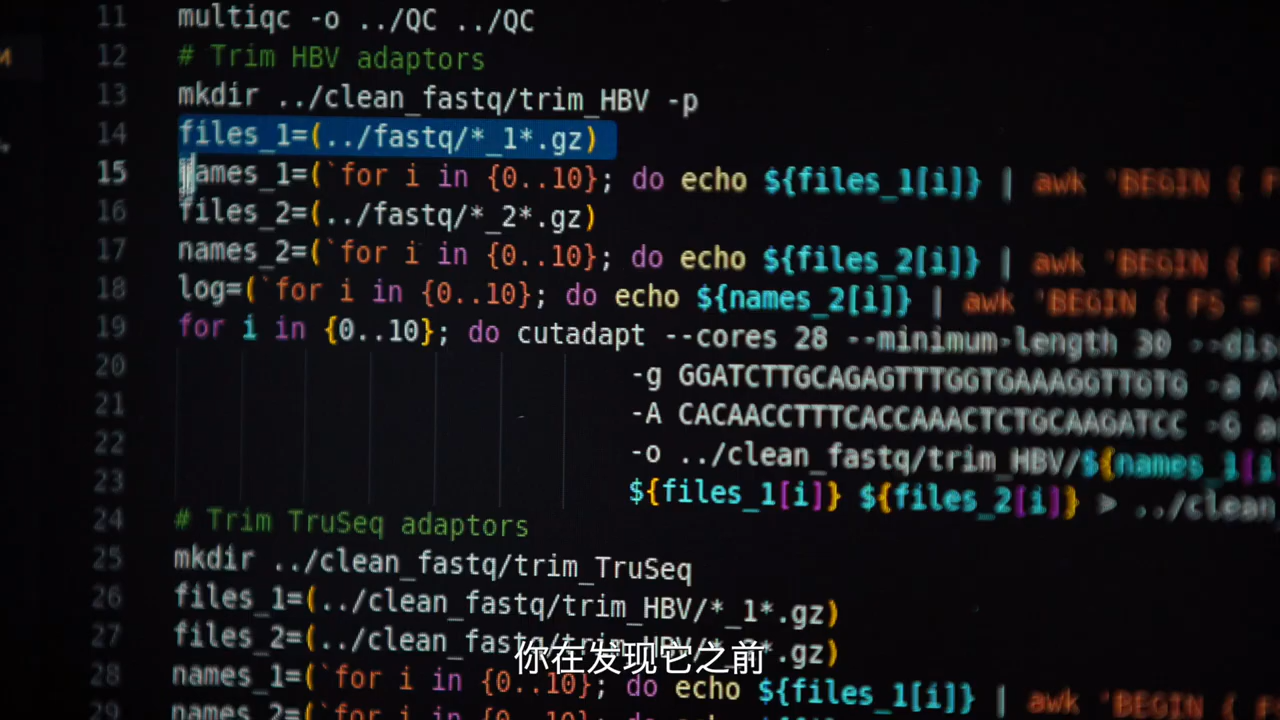 11 multiqc -o ../QC ../QC
12 # Trim HBV adaptors
13 mkdir ../clean_fastq/trim_HBV -p
14 files_1=(../fastq/*_1*.gz)
15 names_1=(`for i in {0..10}; do echo ${files_1[i]} | awk 'BEGIN { F
16 files_2=(../fastq/*_2*.gz)
17 names_2=(`for i in {0..10}; do echo ${files_2[i]} | awk 'BEGIN { F
18 log=(`for i in {0..10}; do echo ${names_2[i]} | awk 'BEGIN { FS =
19 for i in {0..10}; do cutadapt --cores 28 --minimum-length 30 --dis
20 -g GGATCTTGCAGAGTTTGGTGAAAGGTTGTG -a A
21 -A CACAACCTTTCACCAAACTCTGCAAGATCC -G a
22 -o ../clean_fastq/trim_HBV/${names_1[i
23 ${files_1[i]} ${files_2[i]} > ../clean
24 # Trim TruSeq adaptors
25 mkdir ../clean_fastq/trim_TruSeq
26 files_1=(../clean_fastq/trim_HBV/*_1*.gz)
27 files_2=(../clean_fastq/trim_HBV/*_2*.gz)
你在发现它之前
28 names_1=(`for i in {0..10}; do echo ${files_1[i]} | awk 'BEGIN {
29